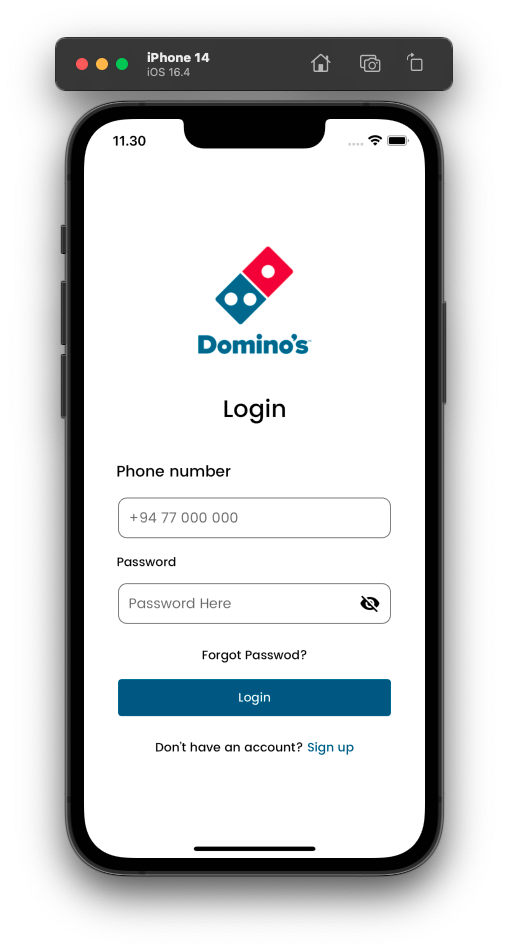 iPhone 14
iOS 16.4
11.30
Domino's
Login
Phone number
+94 77 000 000
Password
Password Here
Forgot Passwod?
Login
Don't have an account? Sign up